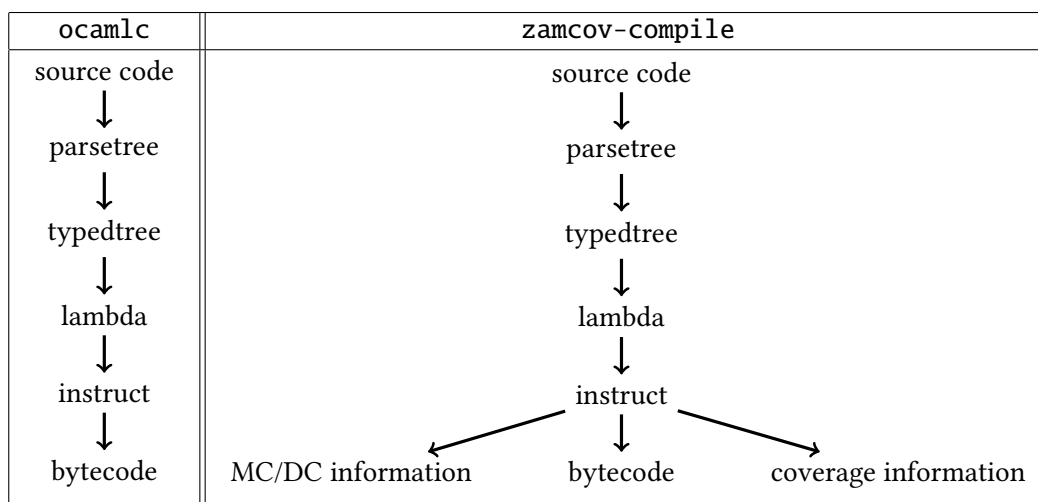 ocamlc zamcov-compile
source code source code
parsetree parsetree
typedtree typedtree
lambda lambda
instruct instruct
bytecode MC/DC information bytecode coverage information